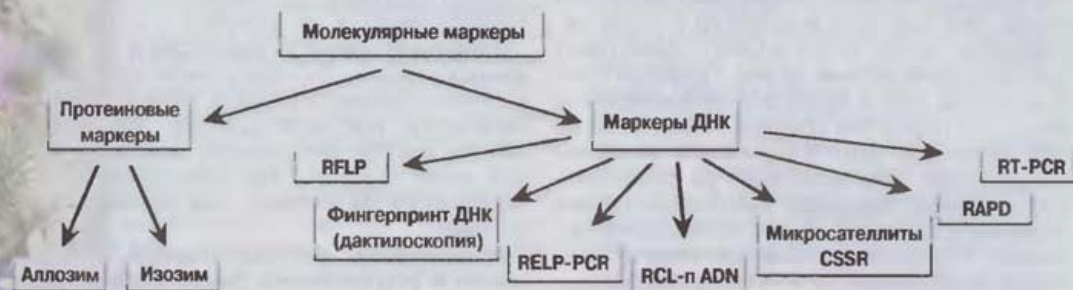 Молекулярные маркеры
Протеиновые
маркеры
Маркеры ДНК
RFLP
RT-PCR
Фингерпринт ДНК
(дактилоскопия)
RAPD
Микросателлиты
CSSR
RELP-PCR
RCL-п ADN
Аллозим
Изозим